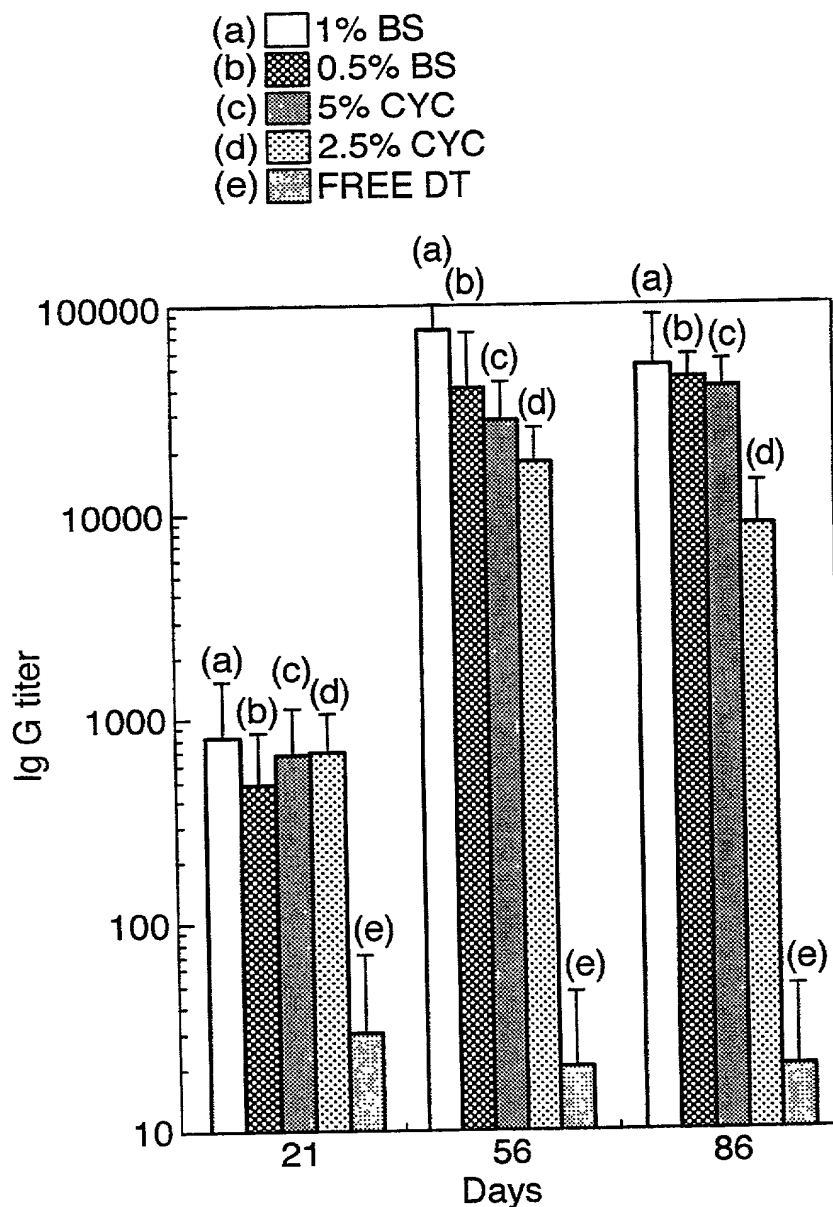 (a) 1% BS
(b) 0.5% BS
(c) 5% CYC
(d) 2.5% CYC
(e) FREE DT
(a)
(b)
(c)
(d)
(a)
(b)
(c)
(d)
(a)
(b)
(c)
(d)
(e)
(e)
(e)
100000
10000
1000
100
10
Ig G titer
21
56
86
Days